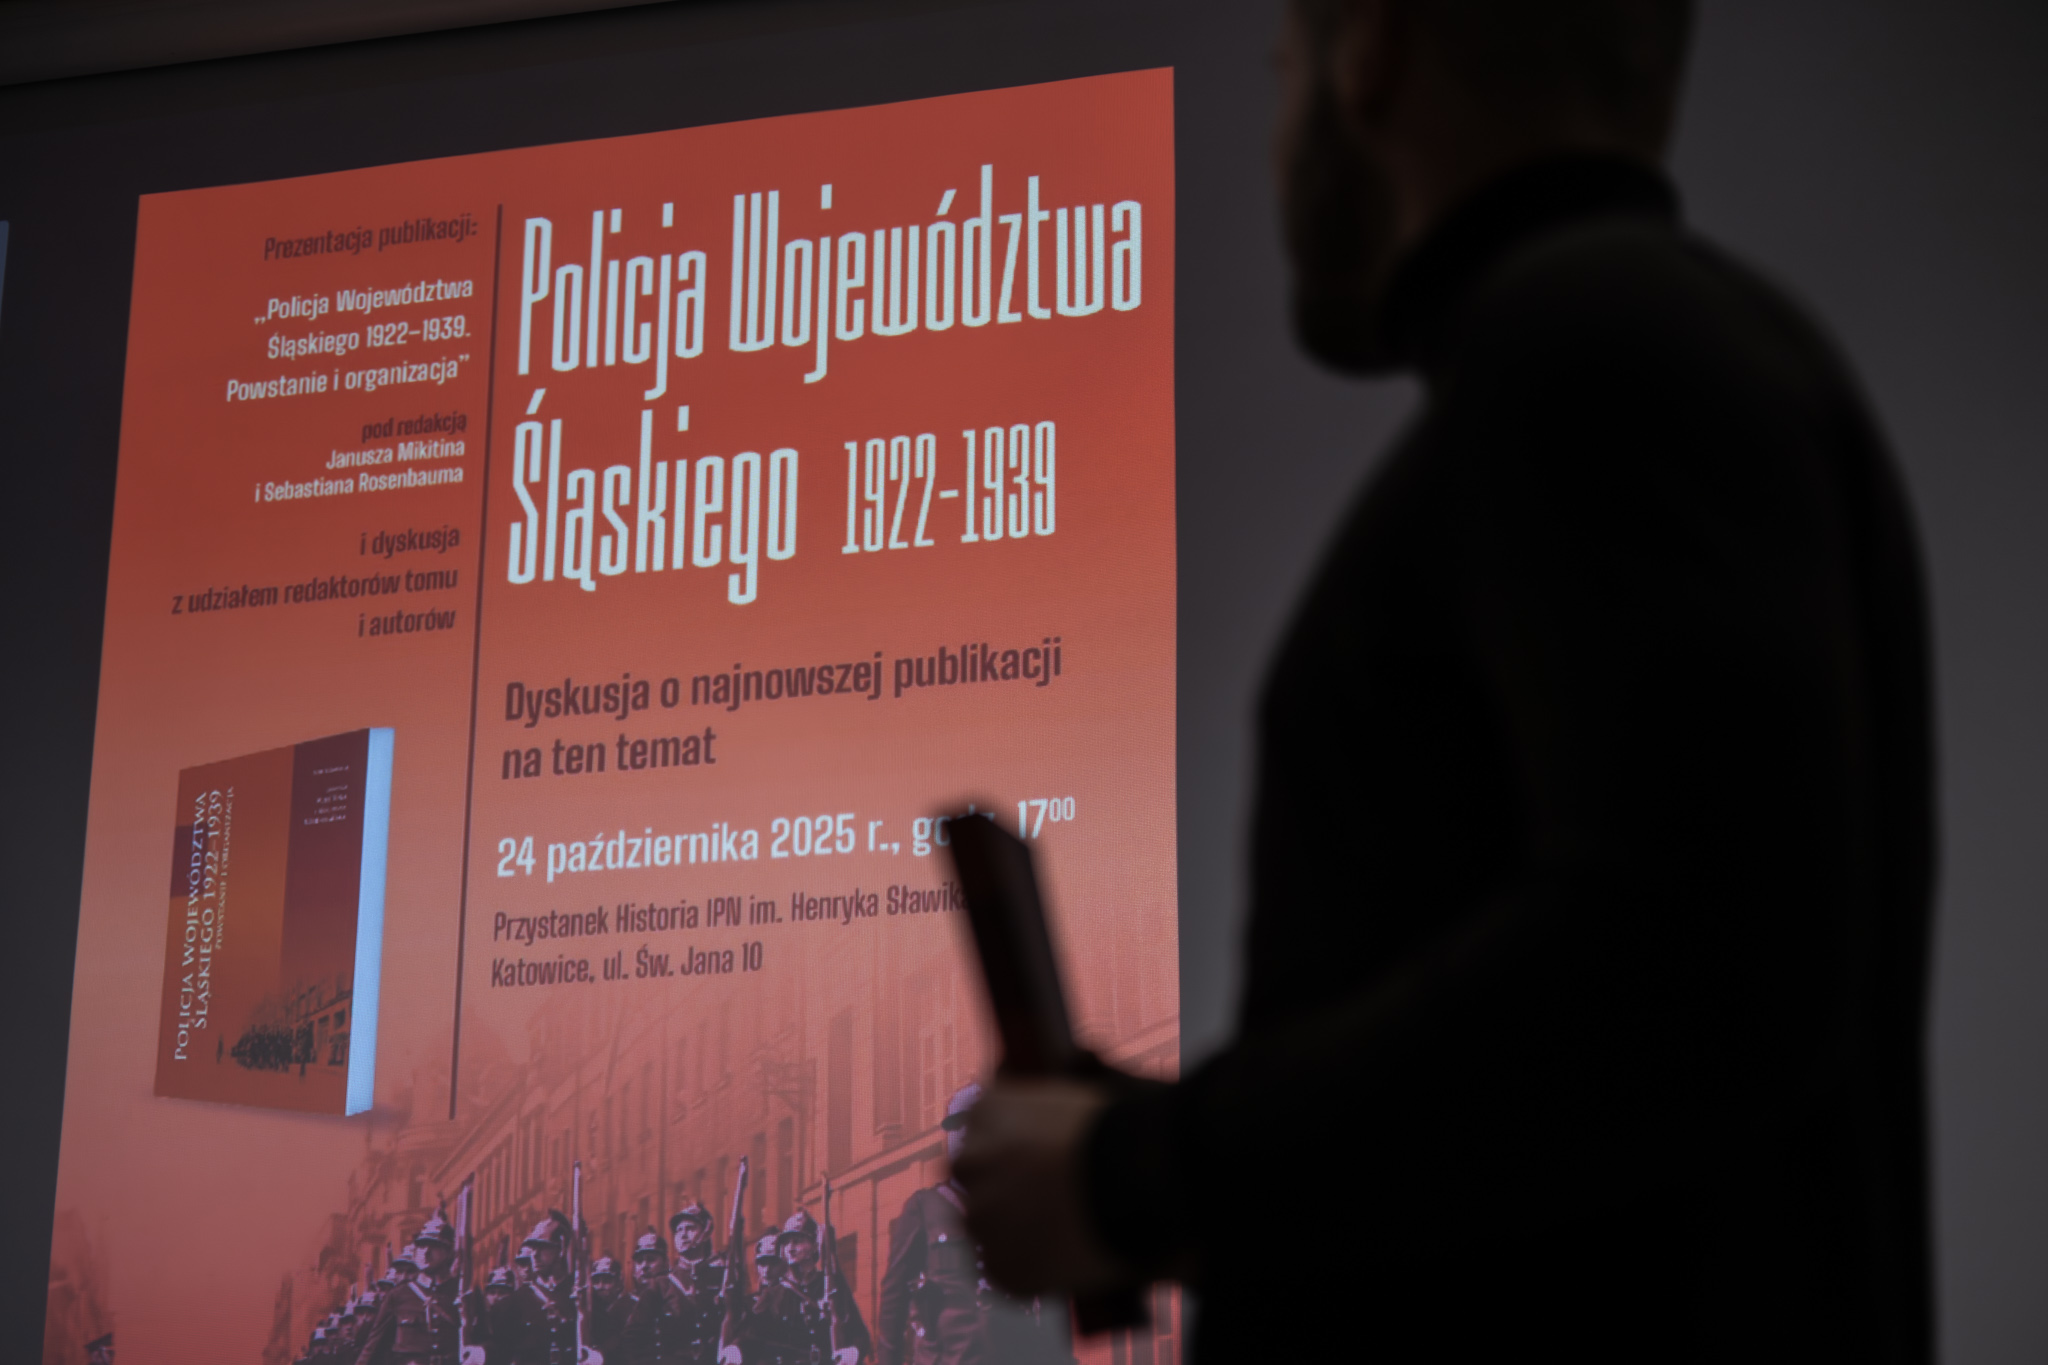 Prezentacja publikacji:
„Policja Województwa
Śląskiego 1922–1939.
Powstanie i organizacja”
pod redakcją
Janusza Mikitina
i Sebastiana Rosenbauma
i dyskusja
z udziałem redaktorów tomu
i autorów
POLICJA WOJEWÓDZTWA
ŚLĄSKIEGO 1922–1939
POWSTANIE I ORGANIZACJA
Policja Województwa
Śląskiego 1922–1939
Dyskusja o najnowszej publikacji
na ten temat
24 października 2025 r., 17⁰⁰
Przystanek Historia IPN im. Henryka Sławika
Katowice, ul. Św. Jana 10